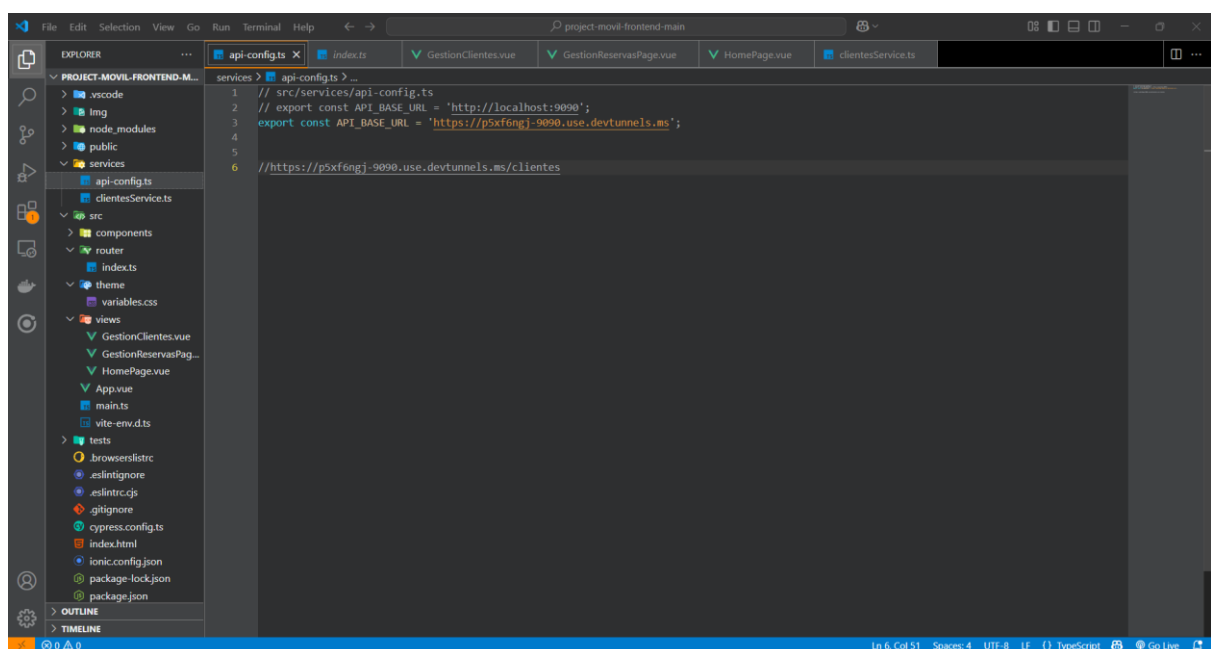 File Edit Selection View Go Run Terminal Help
project-movil-frontend-main
EXPLORER
api-config.ts
index.ts
GestionClientes.vue
GestionReservasPage.vue
HomePage.vue
clientesService.ts
PROJECT-MOVIL-FRONTEND-M...
services > api-config.ts > ...
.vscode
Img
node_modules
public
services
api-config.ts
clientesService.ts
src
components
router
index.ts
theme
variables.css
views
GestionClientes.vue
GestionReservasPag...
HomePage.vue
App.vue
main.ts
vite-env.d.ts
tests
.browserslistrc
.eslintignore
.eslintrc.cjs
.gitignore
cypress.config.ts
index.html
ionic.config.json
package-lock.json
package.json
OUTLINE
TIMELINE
1 // src/services/api-config.ts
2 // export const API_BASE_URL = 'http://localhost:9090';
3 export const API_BASE_URL = 'https://p5xf6ngj-9090.use.devtunnels.ms';
4
5
6 //https://p5xf6ngj-9090.use.devtunnels.ms/clientes
1
0 0
Ln 6, Col 51 Spaces: 4 UTF-8 LF {} TypeScript Go Live